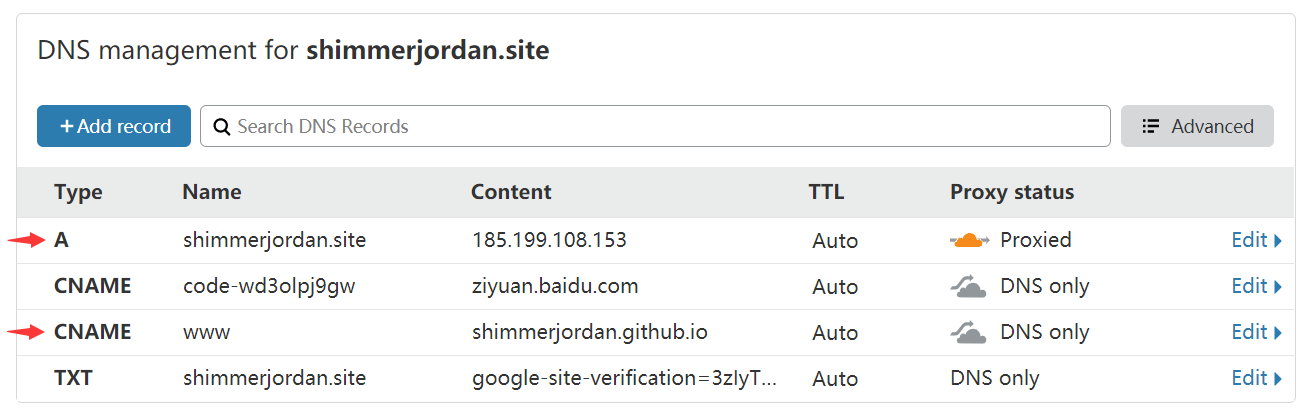 DNS management for shimmerjordan.site
+Add record Search DNS Records Advanced
Type Name Content TTL Proxy status
A shimmerjordan.site 185.199.108.153 Auto Proxied Edit
CNAME code-wd3olpj9gw ziyuan.baidu.com Auto DNS only Edit
CNAME www shimmerjordan.github.io Auto DNS only Edit
TXT shimmerjordan.site google-site-verification=3zIyT... Auto DNS only Edit